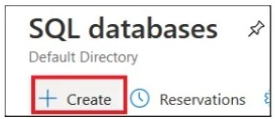 SQL databases
Default Directory
Create Reservations